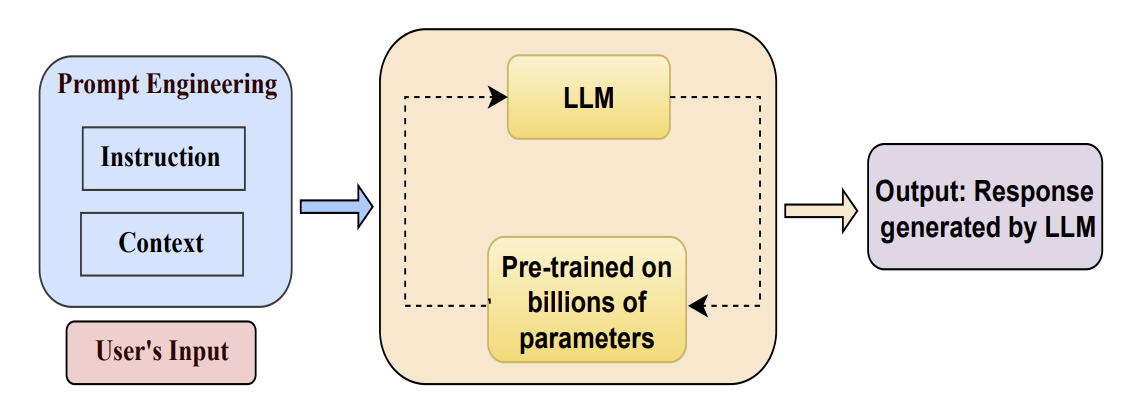 Prompt Engineering
Instruction
Context
User's Input
LLM
Pre-trained on
billions of
parameters
Output: Response
generated by LLM